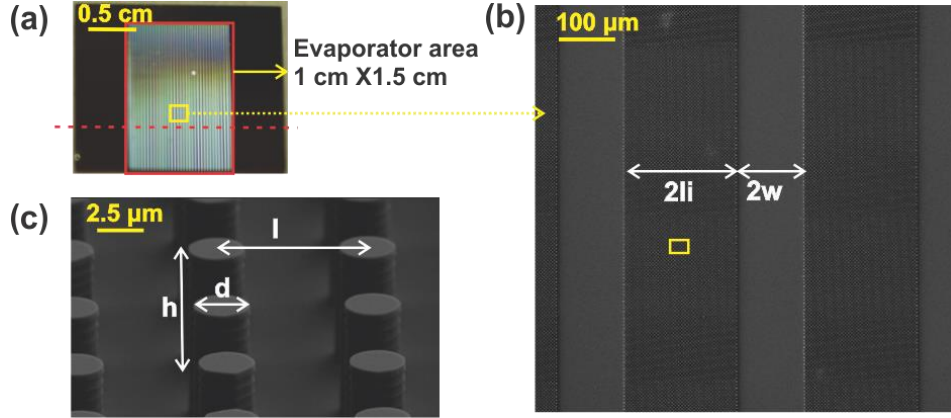 (a)
0.5 cm
Evaporator area
1 cm X1.5 cm
(b)
100 µm
2li
2w
(c)
2.5 µm
l
h
d